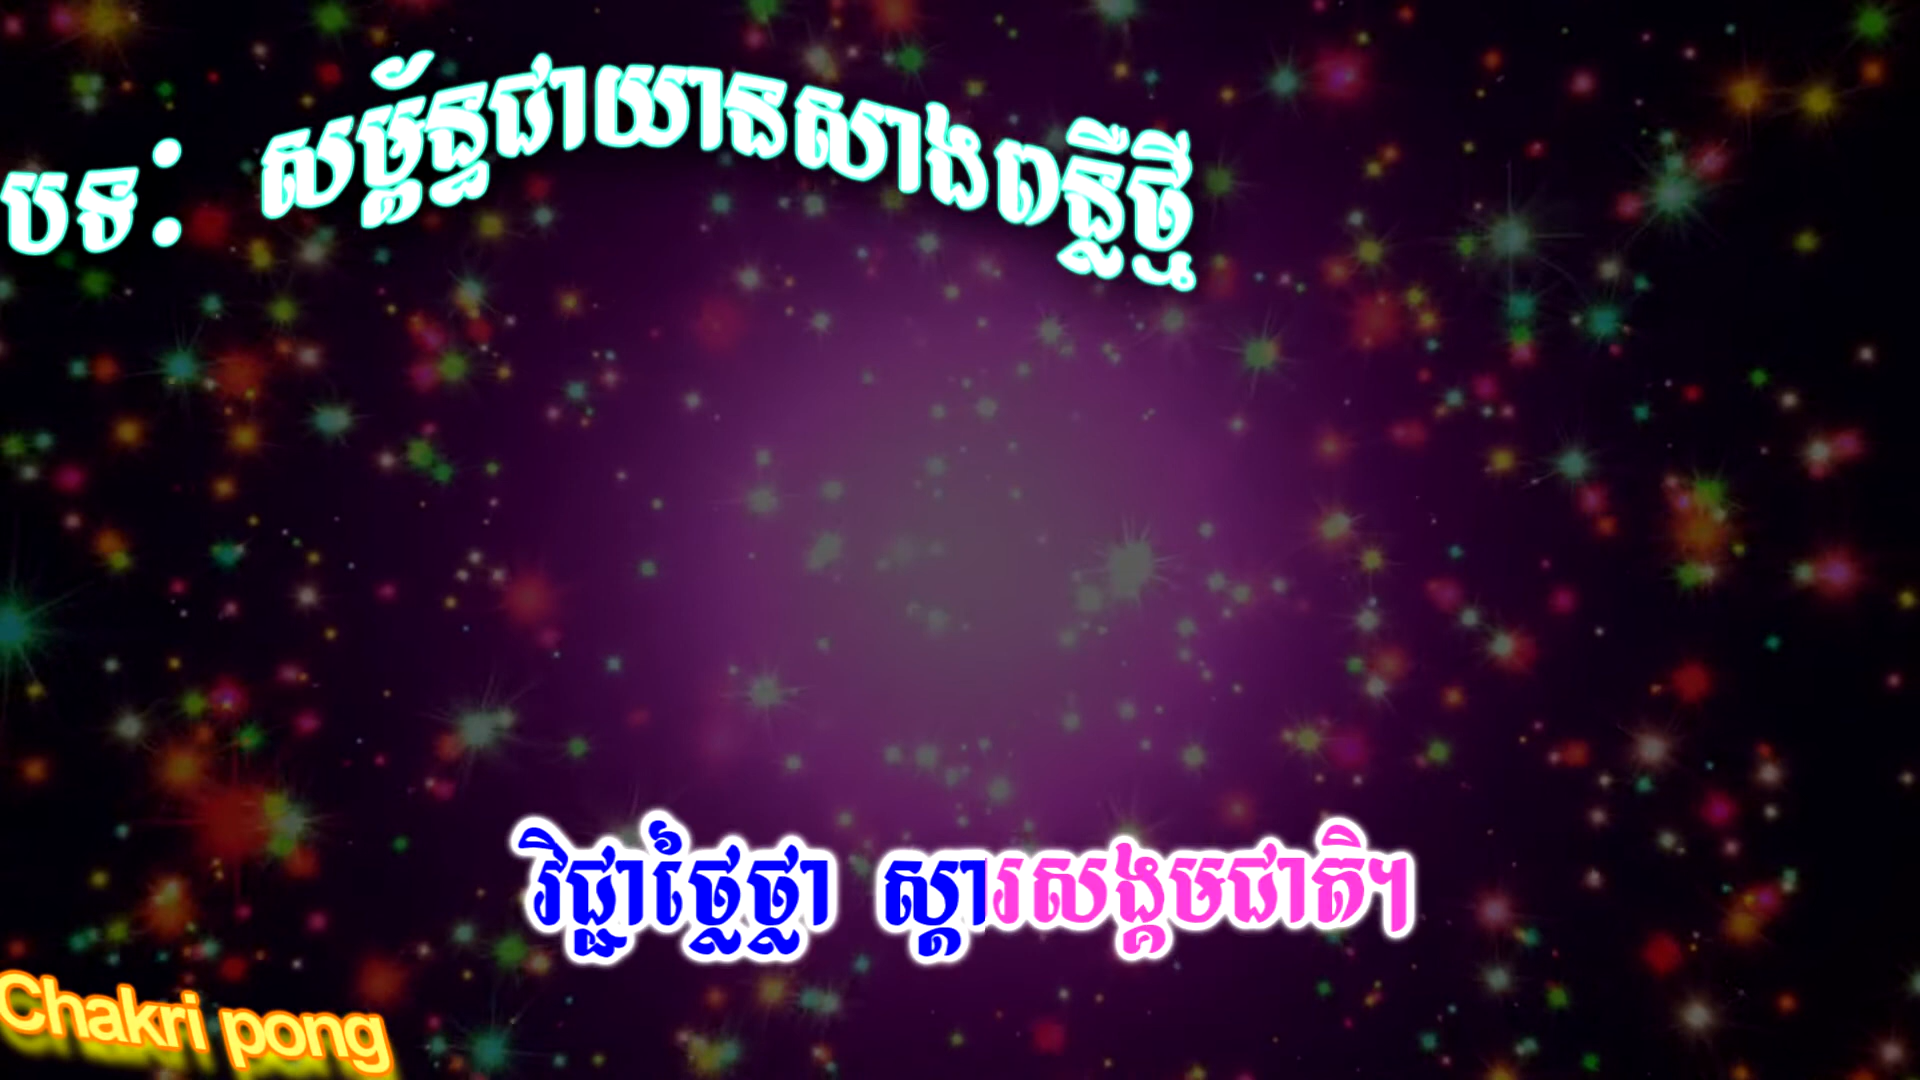 បទៈ សម្ព័ន្ធជាយានសាងពន្លឺថ្មី
វិជ្ជាថ្លៃថ្លា ស្ដារសង្គមជាតិ។
Chakri pong